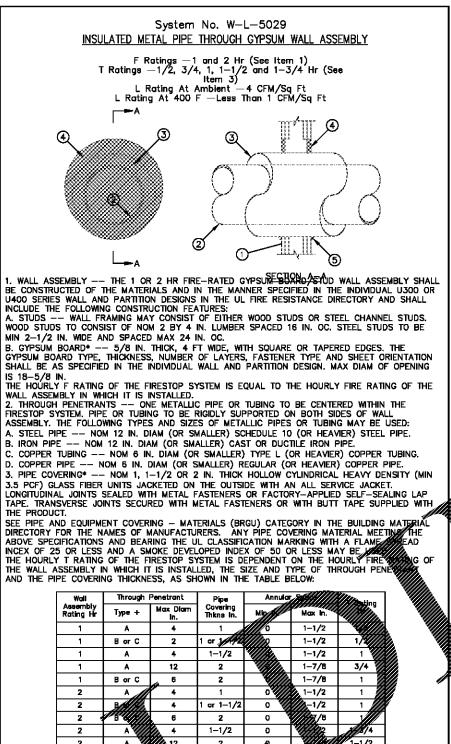 System No. W-L-5029
INSULATED METAL PIPE THROUGH GYPSUM WALL ASSEMBLY
F Ratings —1 and 2 Hr (See Item 1)
T Ratings —1/2, 3/4, 1, 1-1/2 and 1-3/4 Hr (See
Item 3)
L Rating At Ambient —4 CFM/Sq Ft
L Rating At 400 F —Less Than 1 CFM/Sq Ft
A
4
3
2
A
3
4
2
1
5
SECTION A-A
1. WALL ASSEMBLY -- THE 1 OR 2 HR FIRE-RATED GYPSUM BOARD/STUD WALL ASSEMBLY SHALL
BE CONSTRUCTED OF THE MATERIALS AND IN THE MANNER SPECIFIED IN THE INDIVIDUAL U300 OR
U400 SERIES WALL AND PARTITION DESIGNS IN THE UL FIRE RESISTANCE DIRECTORY AND SHALL
INCLUDE THE FOLLOWING CONSTRUCTION FEATURES:
A. STUDS -- WALL FRAMING MAY CONSIST OF EITHER WOOD STUDS OR STEEL CHANNEL STUDS.
WOOD STUDS TO CONSIST OF NOM 2 BY 4 IN. LUMBER SPACED 16 IN. OC. STEEL STUDS TO BE
MIN 2-1/2 IN. WIDE AND SPACED MAX 24 IN. OC.
B. GYPSUM BOARD* -- 5/8 IN. THICK, 4 FT WIDE, WITH SQUARE OR TAPERED EDGES. THE
GYPSUM BOARD TYPE, THICKNESS, NUMBER OF LAYERS, FASTENER TYPE AND SHEET ORIENTATION
SHALL BE AS SPECIFIED IN THE INDIVIDUAL WALL AND PARTITION DESIGN. MAX DIAM OF OPENING
IS 18-5/8 IN.
THE HOURLY F RATING OF THE FIRESTOP SYSTEM IS EQUAL TO THE HOURLY FIRE RATING OF THE
WALL ASSEMBLY IN WHICH IT IS INSTALLED.
2. THROUGH PENETRANTS -- ONE METALLIC PIPE OR TUBING TO BE CENTERED WITHIN THE
FIRESTOP SYSTEM. PIPE OR TUBING TO BE RIGIDLY SUPPORTED ON BOTH SIDES OF WALL
ASSEMBLY. THE FOLLOWING TYPES AND SIZES OF METALLIC PIPES OR TUBING MAY BE USED:
A. STEEL PIPE -- NOM 12 IN. DIAM (OR SMALLER) SCHEDULE 10 (OR HEAVIER) STEEL PIPE.
B. IRON PIPE -- NOM 12 IN. DIAM (OR SMALLER) CAST OR DUCTILE IRON PIPE.
C. COPPER TUBING -- NOM 6 IN. DIAM (OR SMALLER) TYPE L (OR HEAVIER) COPPER TUBING.
D. COPPER PIPE -- NOM 6 IN. DIAM (OR SMALLER) REGULAR (OR HEAVIER) COPPER PIPE.
3. PIPE COVERING* -- NOM 1, 1-1/2 OR 2 IN. THICK HOLLOW CYLINDRICAL HEAVY DENSITY (MIN
3.5 PCF) GLASS FIBER UNITS JACKETED ON THE OUTSIDE WITH AN ALL SERVICE JACKET.
LONGITUDINAL JOINTS SEALED WITH METAL FASTENERS OR FACTORY-APPLIED SELF-SEALING LAP
TAPE. TRANSVERSE JOINTS SECURED WITH METAL FASTENERS OR WITH BUTT TAPE SUPPLIED WITH
THE PRODUCT.
SEE PIPE AND EQUIPMENT COVERING - MATERIALS (BRGU) CATEGORY IN THE BUILDING MATERIAL
DIRECTORY FOR THE NAMES OF MANUFACTURERS. ANY PIPE COVERING MATERIAL MEETING THE
ABOVE SPECIFICATIONS AND BEARING THE UL CLASSIFICATION MARKING WITH A FLAME SPREAD
INCEX OF 25 OR LESS AND A SMOKE DEVELOPED INDEX OF 50 OR LESS MAY BE USED.
THE HOURLY T RATING OF THE FIRESTOP SYSTEM IS DEPENDENT ON THE HOURLY FIRE RATING OF
THE WALL ASSEMBLY IN WHICH IT IS INSTALLED, THE SIZE AND TYPE OF THROUGH PENETRANT
AND THE PIPE COVERING THICKNESS, AS SHOWN IN THE TABLE BELOW:
Wall Assembly Rating Hr Through Penetrant Type + Max Diam In. Pipe Covering Thkns In. Annular Min In. Max In. Rating Hr
1 A 4 1 0 1-1/2
1 B or C 2 1 or 1-1/2 0 1-1/2
1 A 4 1-1/2 1-1/2 1
1 A 12 2 1-7/8 3/4
1 B or C 6 2 1-7/8 1
2 A 4 1 0 1-1/2 1
2 4 1 or 1-1/2 0 1-1/2 1
2 6 2 0 1-7/8 1
2 A 4 1-1/2 0 1-1/2 1-3/4
2 12 2 1-7/8 1-1/2